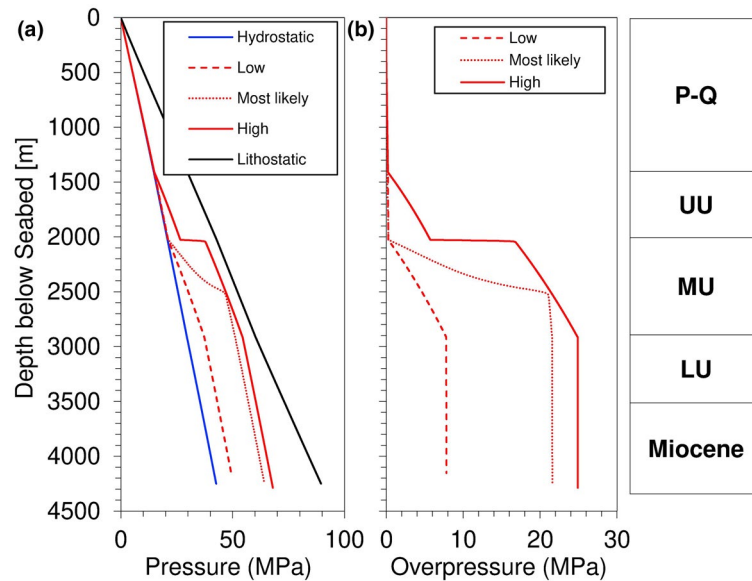 (a)
Hydrostatic
Low
Most likely
High
Lithostatic
0
500
1000
1500
2000
2500
3000
3500
4000
4500
Depth below Seabed [m]
0
50
100
Pressure (MPa)
(b)
Low
Most likely
High
0
10
20
30
Overpressure (MPa)
P-Q
UU
MU
LU
Miocene